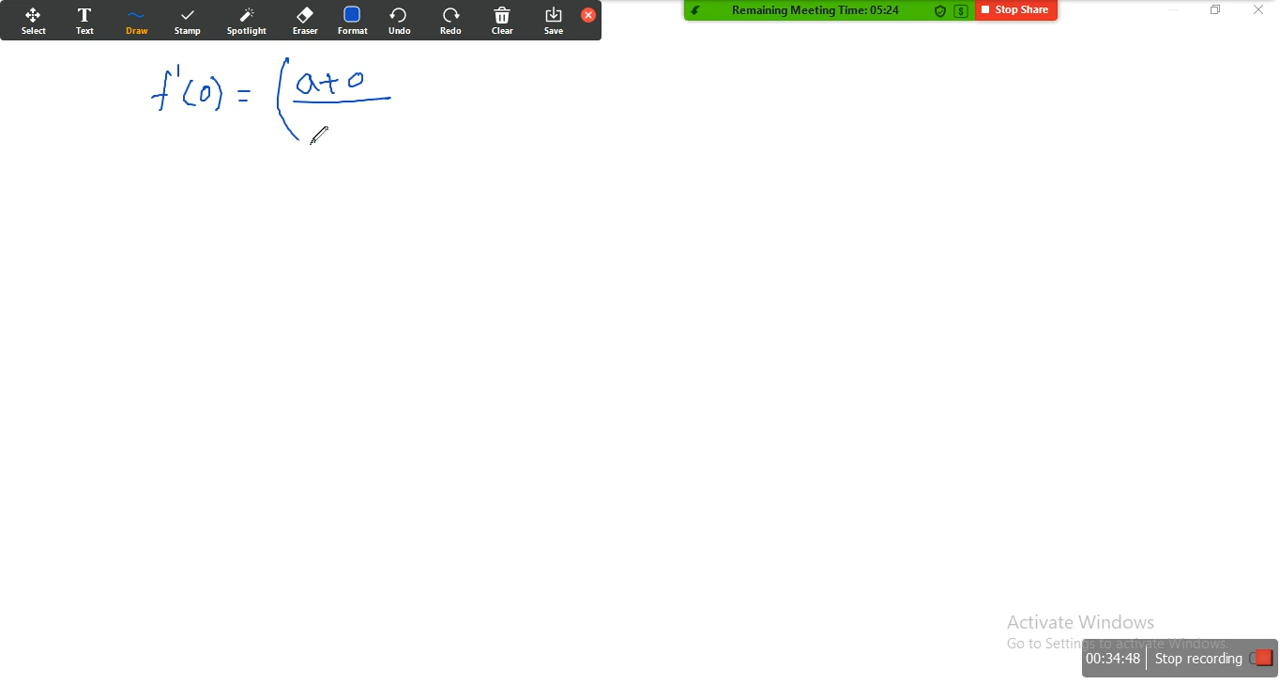 Select Text Draw Stamp Spotlight Eraser Format Undo Redo Clear Save
Remaining Meeting Time: 05:24 Stop Share
f'(0) = (a+0
Activate Windows
Go to Settings to activate Windows.
00:34:48 Stop recording